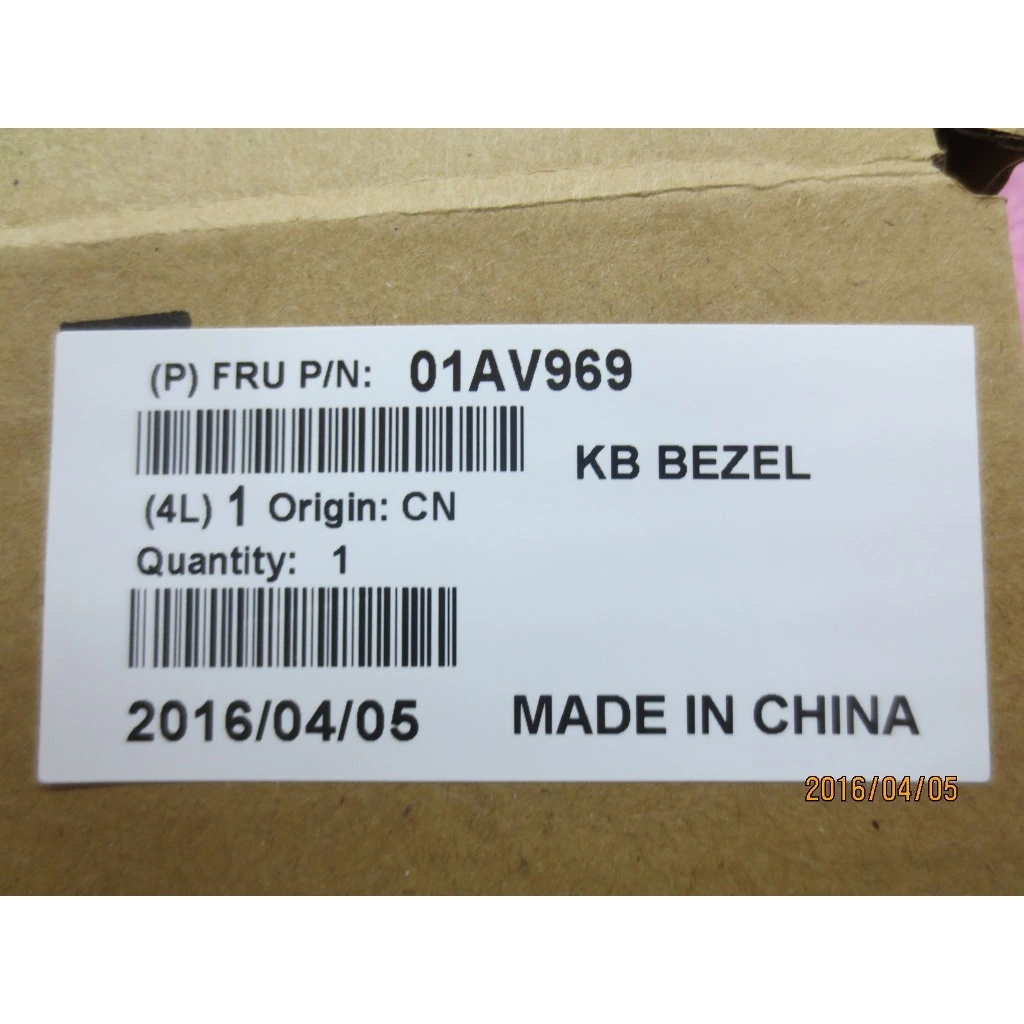 (P) FRU P/N: 01AV969
KB BEZEL
(4L) 1 Origin: CN
Quantity: 1
2016/04/05
MADE IN CHINA
2016/04/05